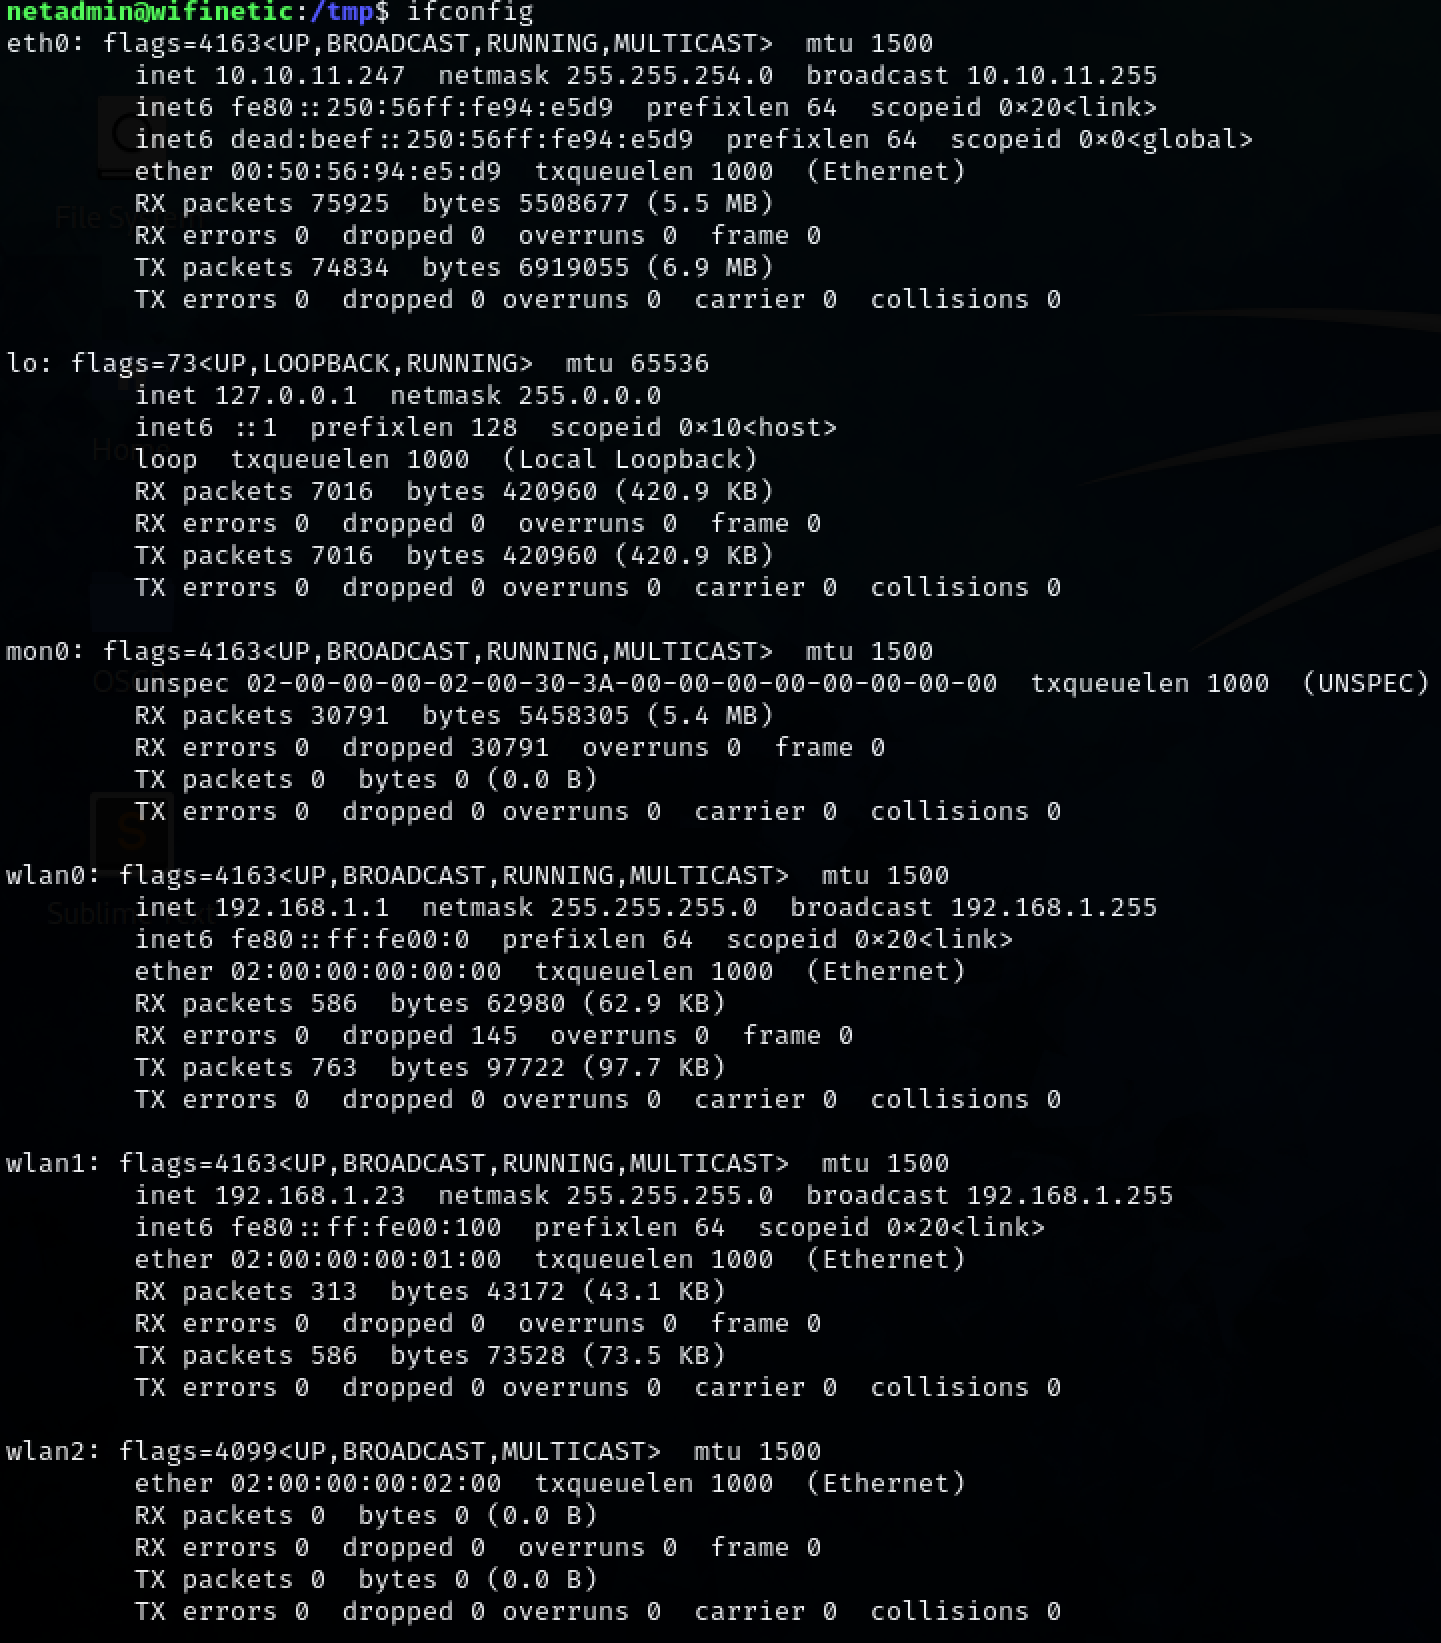 netadmin@wifinetic:/tmp$ ifconfig
eth0: flags=4163<UP,BROADCAST,RUNNING,MULTICAST>  mtu 1500
        inet 10.10.11.247  netmask 255.255.254.0  broadcast 10.10.11.255
        inet6 fe80::250:56ff:fe94:e5d9  prefixlen 64  scopeid 0x20<link>
        inet6 dead:beef::250:56ff:fe94:e5d9  prefixlen 64  scopeid 0x0<global>
        ether 00:50:56:94:e5:d9  txqueuelen 1000  (Ethernet)
        RX packets 75925  bytes 5508677 (5.5 MB)
File System
        RX errors 0  dropped 0  overruns 0  frame 0
        TX packets 74834  bytes 6919055 (6.9 MB)
        TX errors 0  dropped 0 overruns 0  carrier 0  collisions 0

lo: flags=73<UP,LOOPBACK,RUNNING>  mtu 65536
        inet 127.0.0.1  netmask 255.0.0.0
        inet6 ::1  prefixlen 128  scopeid 0x10<host>
Home
        loop  txqueuelen 1000  (Local Loopback)
        RX packets 7016  bytes 420960 (420.9 KB)
        RX errors 0  dropped 0  overruns 0  frame 0
        TX packets 7016  bytes 420960 (420.9 KB)
        TX errors 0  dropped 0 overruns 0  carrier 0  collisions 0

mon0: flags=4163<UP,BROADCAST,RUNNING,MULTICAST>  mtu 1500
        unspec 02-00-00-00-02-00-30-3A-00-00-00-00-00-00-00-00  txqueuelen 1000  (UNSPEC)
        RX packets 30791  bytes 5458305 (5.4 MB)
        RX errors 0  dropped 30791  overruns 0  frame 0
        TX packets 0  bytes 0 (0.0 B)
        TX errors 0  dropped 0 overruns 0  carrier 0  collisions 0
S

wlan0: flags=4163<UP,BROADCAST,RUNNING,MULTICAST>  mtu 1500
        inet 192.168.1.1  netmask 255.255.255.0  broadcast 192.168.1.255
Sublime Text
        inet6 fe80::ff:fe00:0  prefixlen 64  scopeid 0x20<link>
        ether 02:00:00:00:00:00  txqueuelen 1000  (Ethernet)
        RX packets 586  bytes 62980 (62.9 KB)
        RX errors 0  dropped 145  overruns 0  frame 0
        TX packets 763  bytes 97722 (97.7 KB)
        TX errors 0  dropped 0 overruns 0  carrier 0  collisions 0

wlan1: flags=4163<UP,BROADCAST,RUNNING,MULTICAST>  mtu 1500
        inet 192.168.1.23  netmask 255.255.255.0  broadcast 192.168.1.255
        inet6 fe80::ff:fe00:100  prefixlen 64  scopeid 0x20<link>
        ether 02:00:00:00:01:00  txqueuelen 1000  (Ethernet)
        RX packets 313  bytes 43172 (43.1 KB)
        RX errors 0  dropped 0  overruns 0  frame 0
        TX packets 586  bytes 73528 (73.5 KB)
        TX errors 0  dropped 0 overruns 0  carrier 0  collisions 0

wlan2: flags=4099<UP,BROADCAST,MULTICAST>  mtu 1500
        ether 02:00:00:00:02:00  txqueuelen 1000  (Ethernet)
        RX packets 0  bytes 0 (0.0 B)
        RX errors 0  dropped 0  overruns 0  frame 0
        TX packets 0  bytes 0 (0.0 B)
        TX errors 0  dropped 0 overruns 0  carrier 0  collisions 0